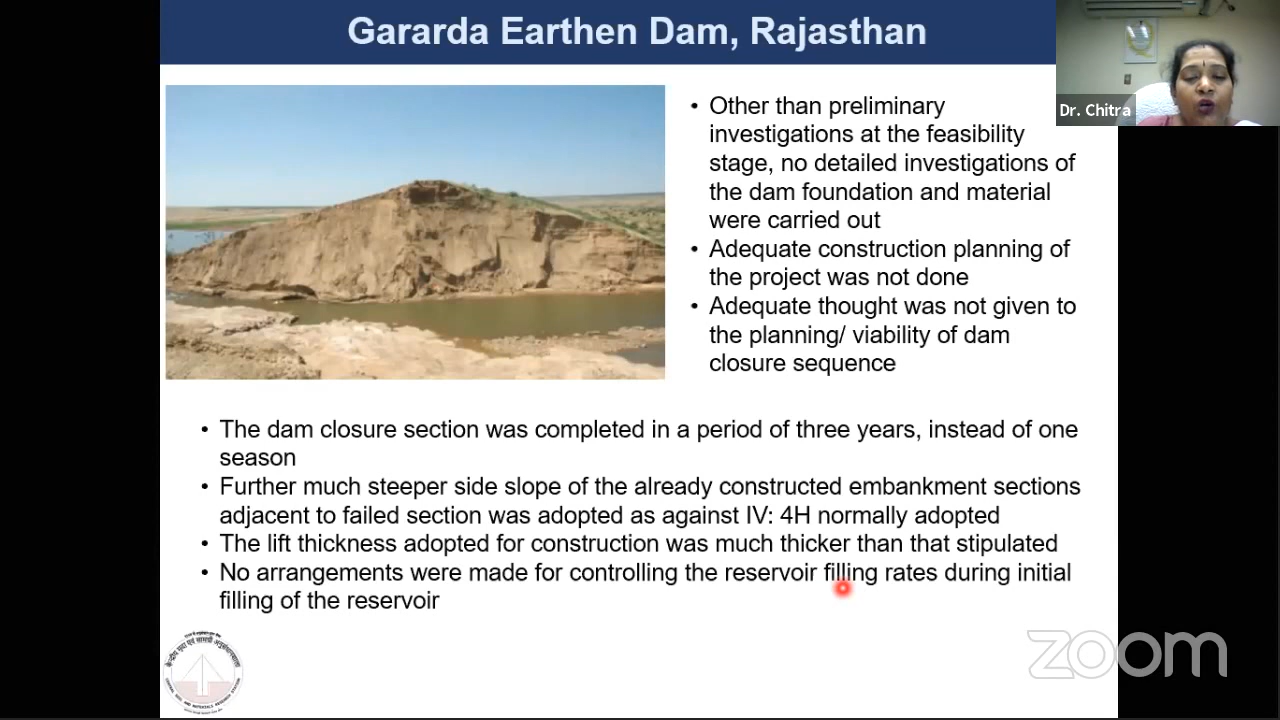 Gararda Earthen Dam, Rajasthan
Dr. Chitra
• Other than preliminary
investigations at the feasibility
stage, no detailed investigations of
the dam foundation and material
were carried out
• Adequate construction planning of
the project was not done
• Adequate thought was not given to
the planning/ viability of dam
closure sequence
• The dam closure section was completed in a period of three years, instead of one
season
• Further much steeper side slope of the already constructed embankment sections
adjacent to failed section was adopted as against IV: 4H normally adopted
• The lift thickness adopted for construction was much thicker than that stipulated
• No arrangements were made for controlling the reservoir filling rates during initial
filling of the reservoir
zoom